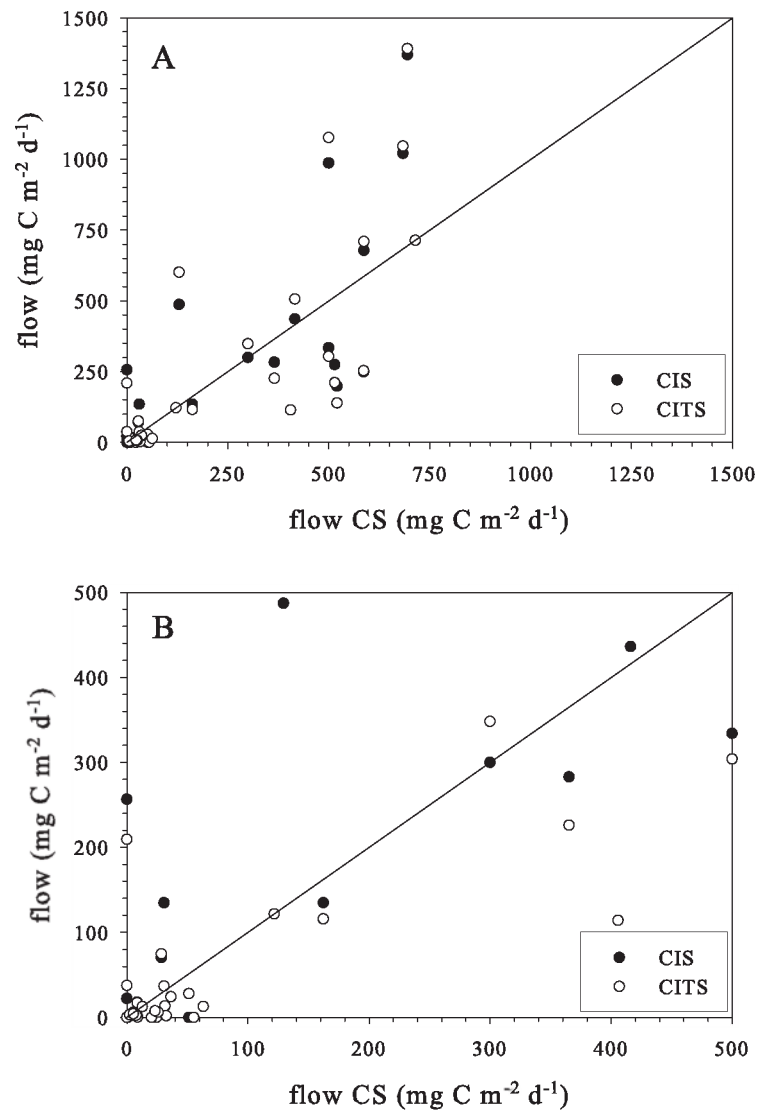 A
1500
1250
1000
750
500
250
0
flow (mg C m-2 d-1)
CIS
CITS
0 250 500 750 1000 1250 1500
flow CS (mg C m-2 d-1)
B
500
400
300
200
100
0
flow (mg C m-2 d-1)
CIS
CITS
0 100 200 300 400 500
flow CS (mg C m-2 d-1)